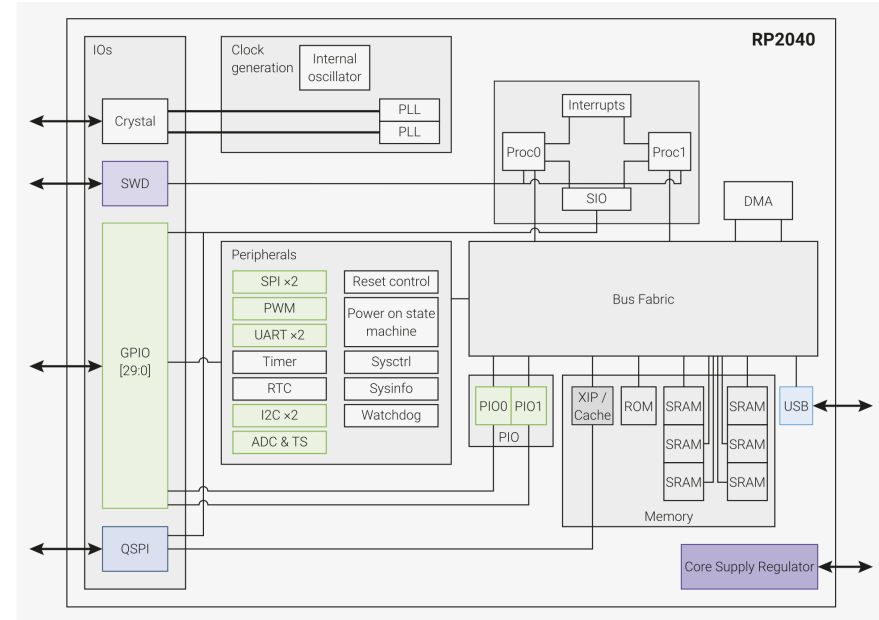 RP2040
IOs
Clock
generation
Internal
oscillator
Crystal
PLL
PLL
Interrupts
Proc0
Proc1
SWD
SIO
DMA
Peripherals
SPI ×2
Reset control
PWM
Power on state
machine
UART ×2
Bus Fabric
GPIO
[29:0]
Timer
Sysctrl
RTC
Sysinfo
I2C ×2
Watchdog
ADC & TS
PIO0
PIO1
PIO
XIP /
Cache
ROM
SRAM
SRAM
USB
SRAM
SRAM
SRAM
SRAM
Memory
QSPI
Core Supply Regulator